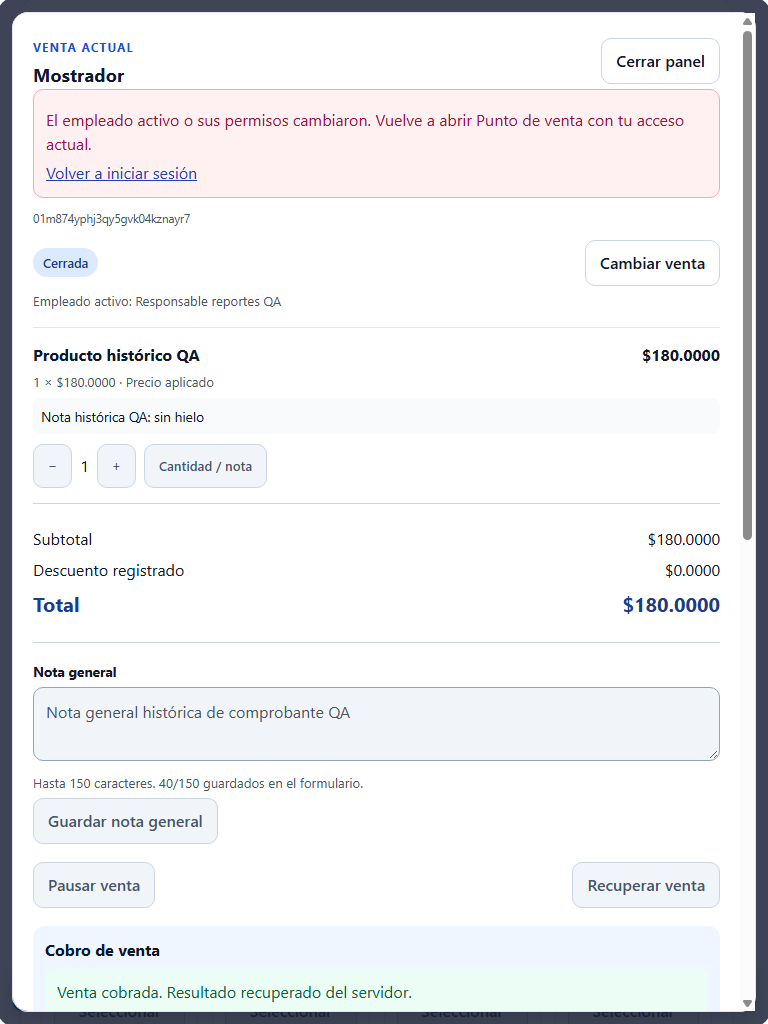 VENTA ACTUAL
Mostrador
Cerrar panel
El empleado activo o sus permisos cambiaron. Vuelve a abrir Punto de venta con tu acceso
actual.
Volver a iniciar sesión
01m874yphj3qy5gvk04kznayr7
Cerrada
Cambiar venta
Empleado activo: Responsable reportes QA
Producto histórico QA $180.0000
1 × $180.0000 · Precio aplicado
Nota histórica QA: sin hielo
− 1 + Cantidad / nota
Subtotal $180.0000
Descuento registrado $0.0000
Total $180.0000
Nota general
Nota general histórica de comprobante QA
Hasta 150 caracteres. 40/150 guardados en el formulario.
Guardar nota general
Pausar venta Recuperar venta
Cobro de venta
Venta cobrada. Resultado recuperado del servidor.
Seleccionar Seleccionar Seleccionar Seleccionar